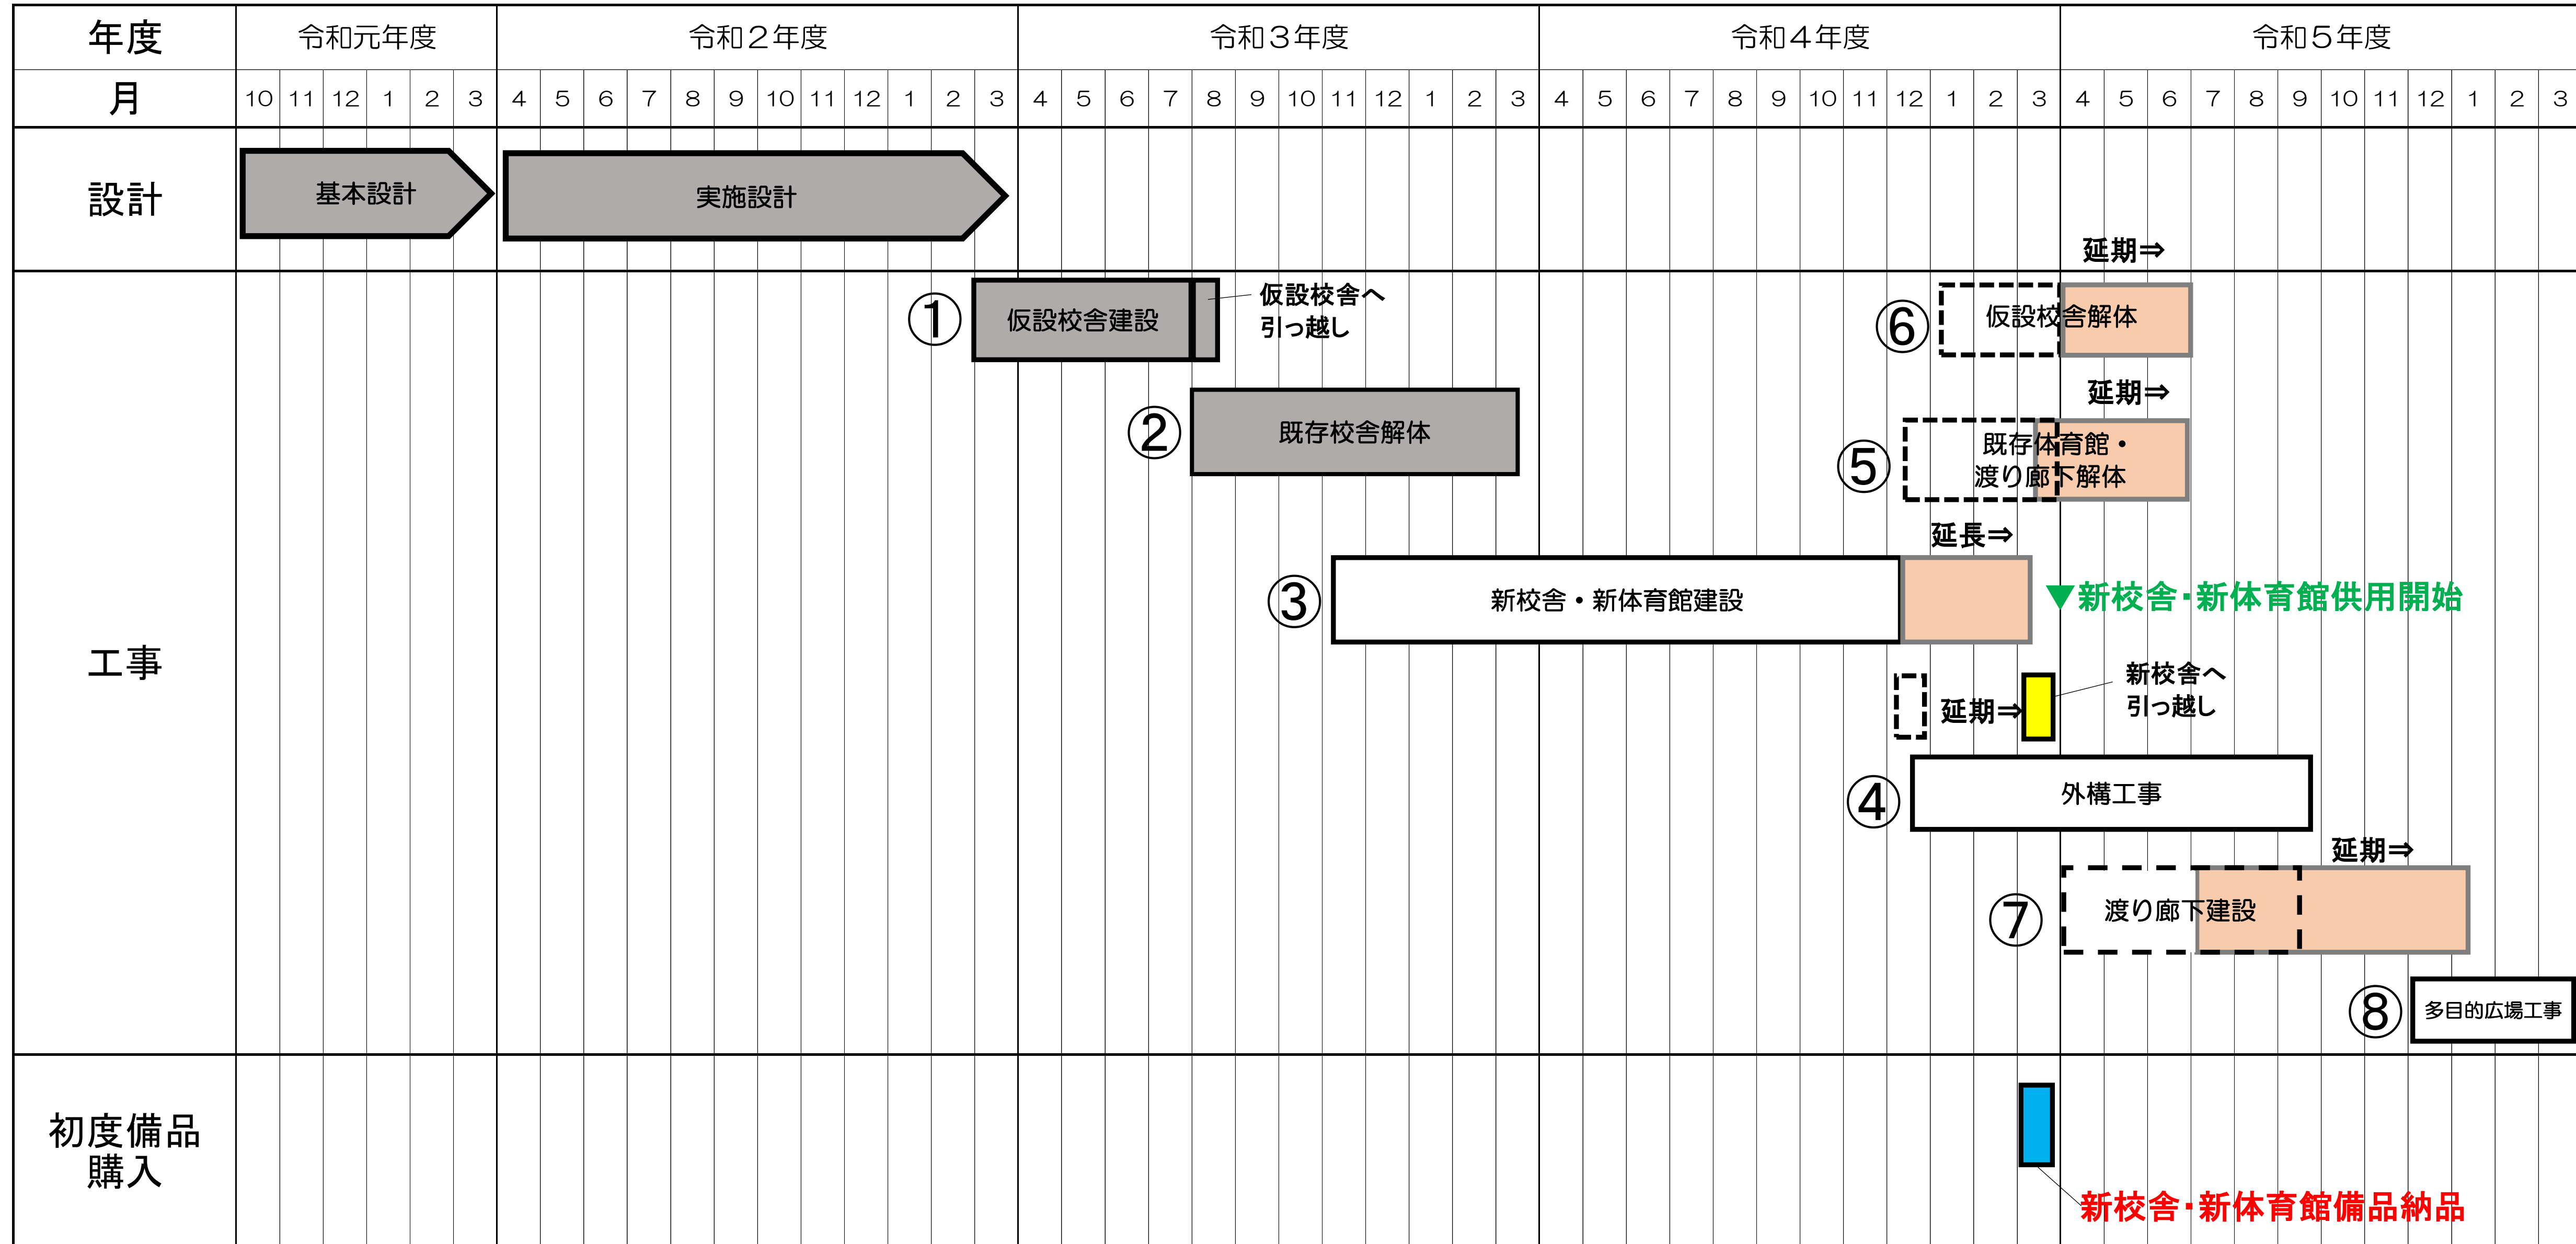 年度 令和元年度 令和２年度 令和３年度 令和４年度 令和５年度
月 10 11 12 1 2 3 4 5 6 7 8 9 10 11 12 1 2 3 4 5 6 7 8 9 10 11 12 1 2 3 4 5 6 7 8 9 10 11 12 1 2 3 4 5 6 7 8 9 10 11 12 1 2 3
設計
基本設計
実施設計
工事
①
仮設校舎建設
仮設校舎へ
引っ越し
延期⇒
⑥
仮設校舎解体
②
既存校舎解体
延期⇒
⑤
既存体育館・
渡り廊下解体
延長⇒
③
新校舎・新体育館建設
▼新校舎･新体育館供用開始
延期⇒
新校舎へ
引っ越し
④
外構工事
延期⇒
⑦
渡り廊下建設
⑧
多目的広場工事
初度備品
購入
新校舎･新体育館備品納品